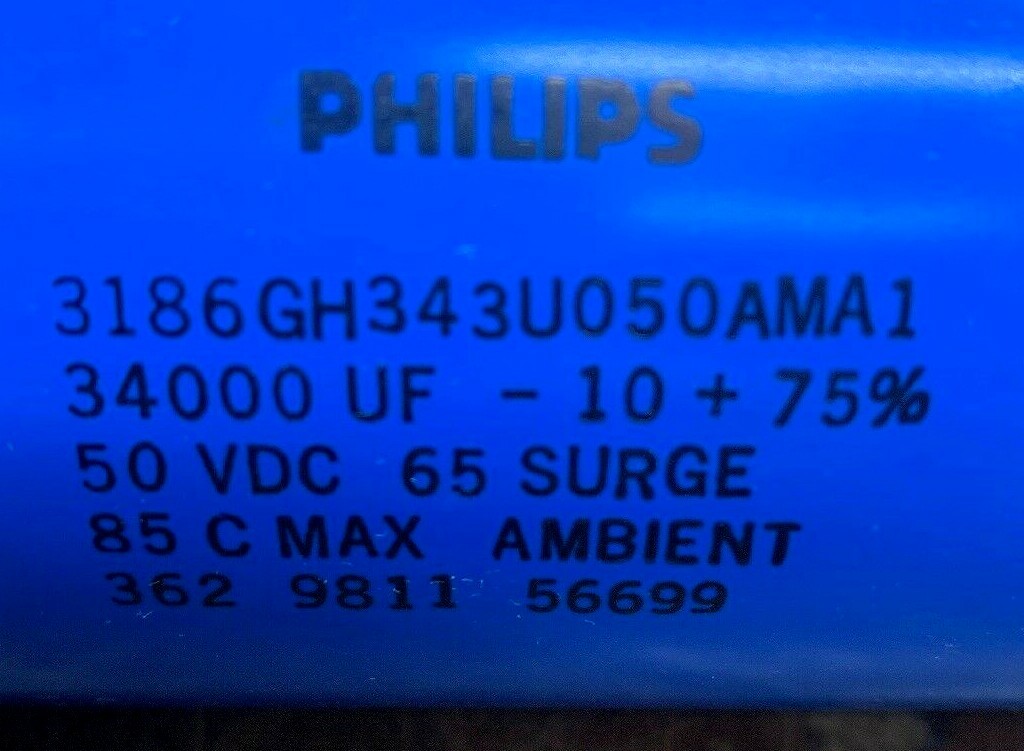 PHILIPS
3186GH343U050AMA1
34000 UF - 10 + 75%
50 VDC 65 SURGE
85 C MAX AMBIENT
362 9811 56699